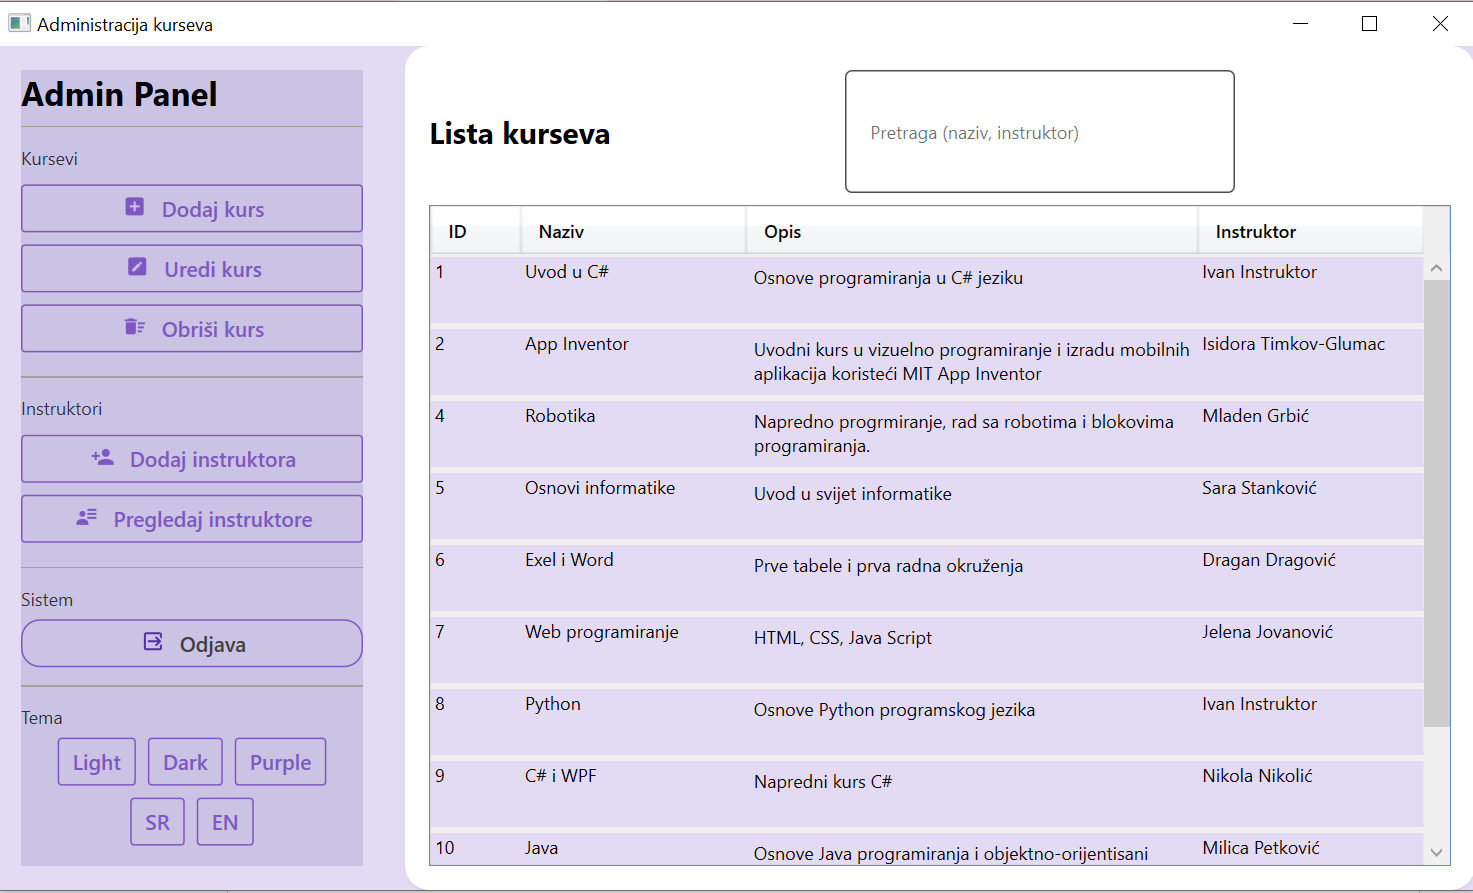 Administracija kurseva
Admin Panel
Kursevi
Dodaj kurs
Uredi kurs
Obriši kurs
Instruktori
Dodaj instruktora
Pregledaj instruktore
Sistem
Odjava
Tema
Light Dark Purple
SR EN
Lista kurseva
Pretraga (naziv, instruktor)
ID Naziv Opis Instruktor
1 Uvod u C# Osnove programiranja u C# jeziku Ivan Instruktor
2 App Inventor Uvodni kurs u vizuelno programiranje i izradu mobilnih Isidora Timkov-Glumac
aplikacija koristeći MIT App Inventor
4 Robotika Napredno progrmiranje, rad sa robotima i blokovima Mladen Grbić
programiranja.
5 Osnovi informatike Uvod u svijet informatike Sara Stanković
6 Exel i Word Prve tabele i prva radna okruženja Dragan Dragović
7 Web programiranje HTML, CSS, Java Script Jelena Jovanović
8 Python Osnove Python programskog jezika Ivan Instruktor
9 C# i WPF Napredni kurs C# Nikola Nikolić
10 Java Osnove Java programiranja i objektno-orijentisani Milica Petković